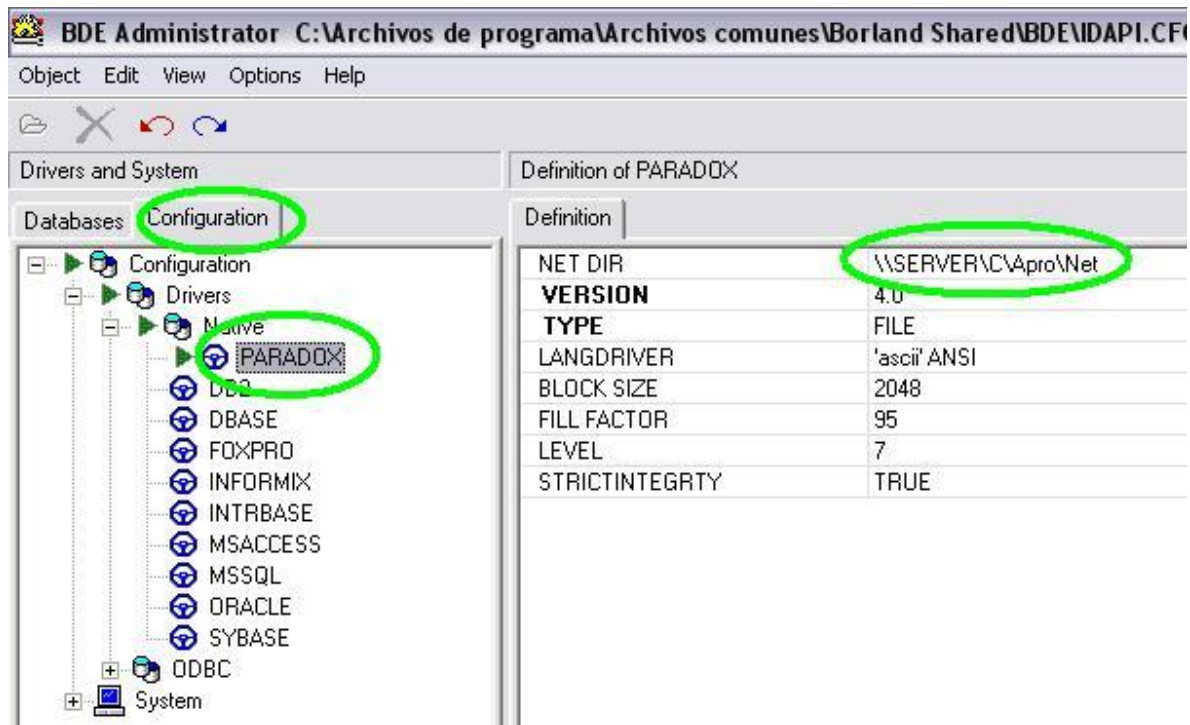 BDE Administrator C:\Archivos de programa\Archivos comunes\Borland Shared\BDE\IDAPI.CF
Object Edit View Options Help
Drivers and System
Definition of PARADOX
Databases Configuration
Definition
Configuration
Drivers
Native
PARADOX
DB2
DBASE
FOXPRO
INFORMIX
INTRBASE
MSACCESS
MSSQL
ORACLE
SYBASE
ODBC
System
NET DIR \\SERVER\C\Apro\Net
VERSION 4.0
TYPE FILE
LANGDRIVER 'ascii' ANSI
BLOCK SIZE 2048
FILL FACTOR 95
LEVEL 7
STRICTINTEGRTY TRUE